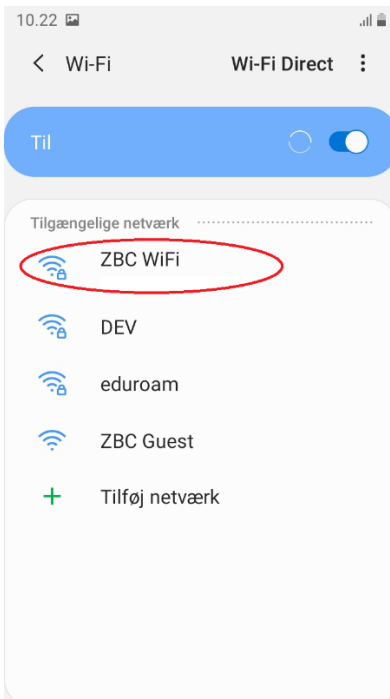 10.22
Wi-Fi Wi-Fi Direct
Til
Tilgængelige netværk
ZBC WiFi
DEV
eduroam
ZBC Guest
Tilføj netværk